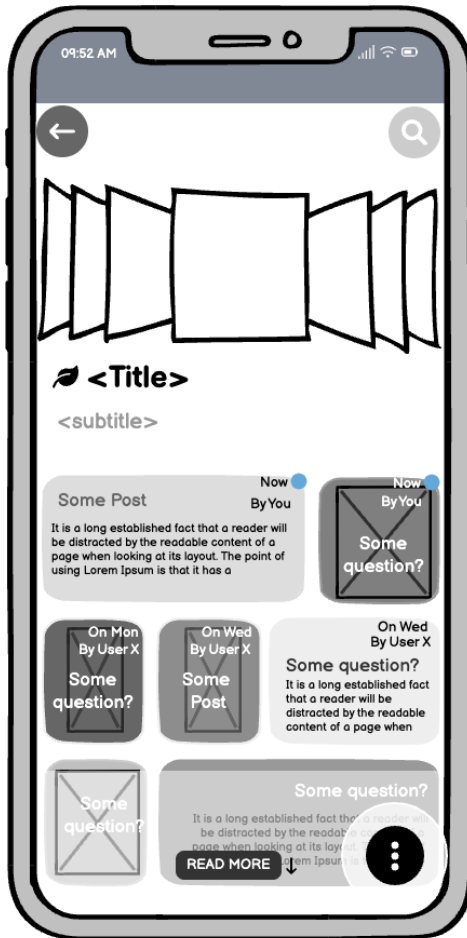 09:52 AM
<Title>
<subtitle>
Now
By You
Some Post
It is a long established fact that a reader will
be distracted by the readable content of a
page when looking at its layout. The point of
using Lorem Ipsum is that it has a
Now
By You
Some
question?
On Mon
By User X
Some
question?
On Wed
By User X
Some
Post
On Wed
By User X
Some question?
It is a long established fact
that a reader will be
distracted by the readable
content of a page when
Some
question?
Some question?
It is a long established fact that a reader will
be distracted by the readable content of a
page when looking at its layout.
Lorem Ipsum is
READ MORE